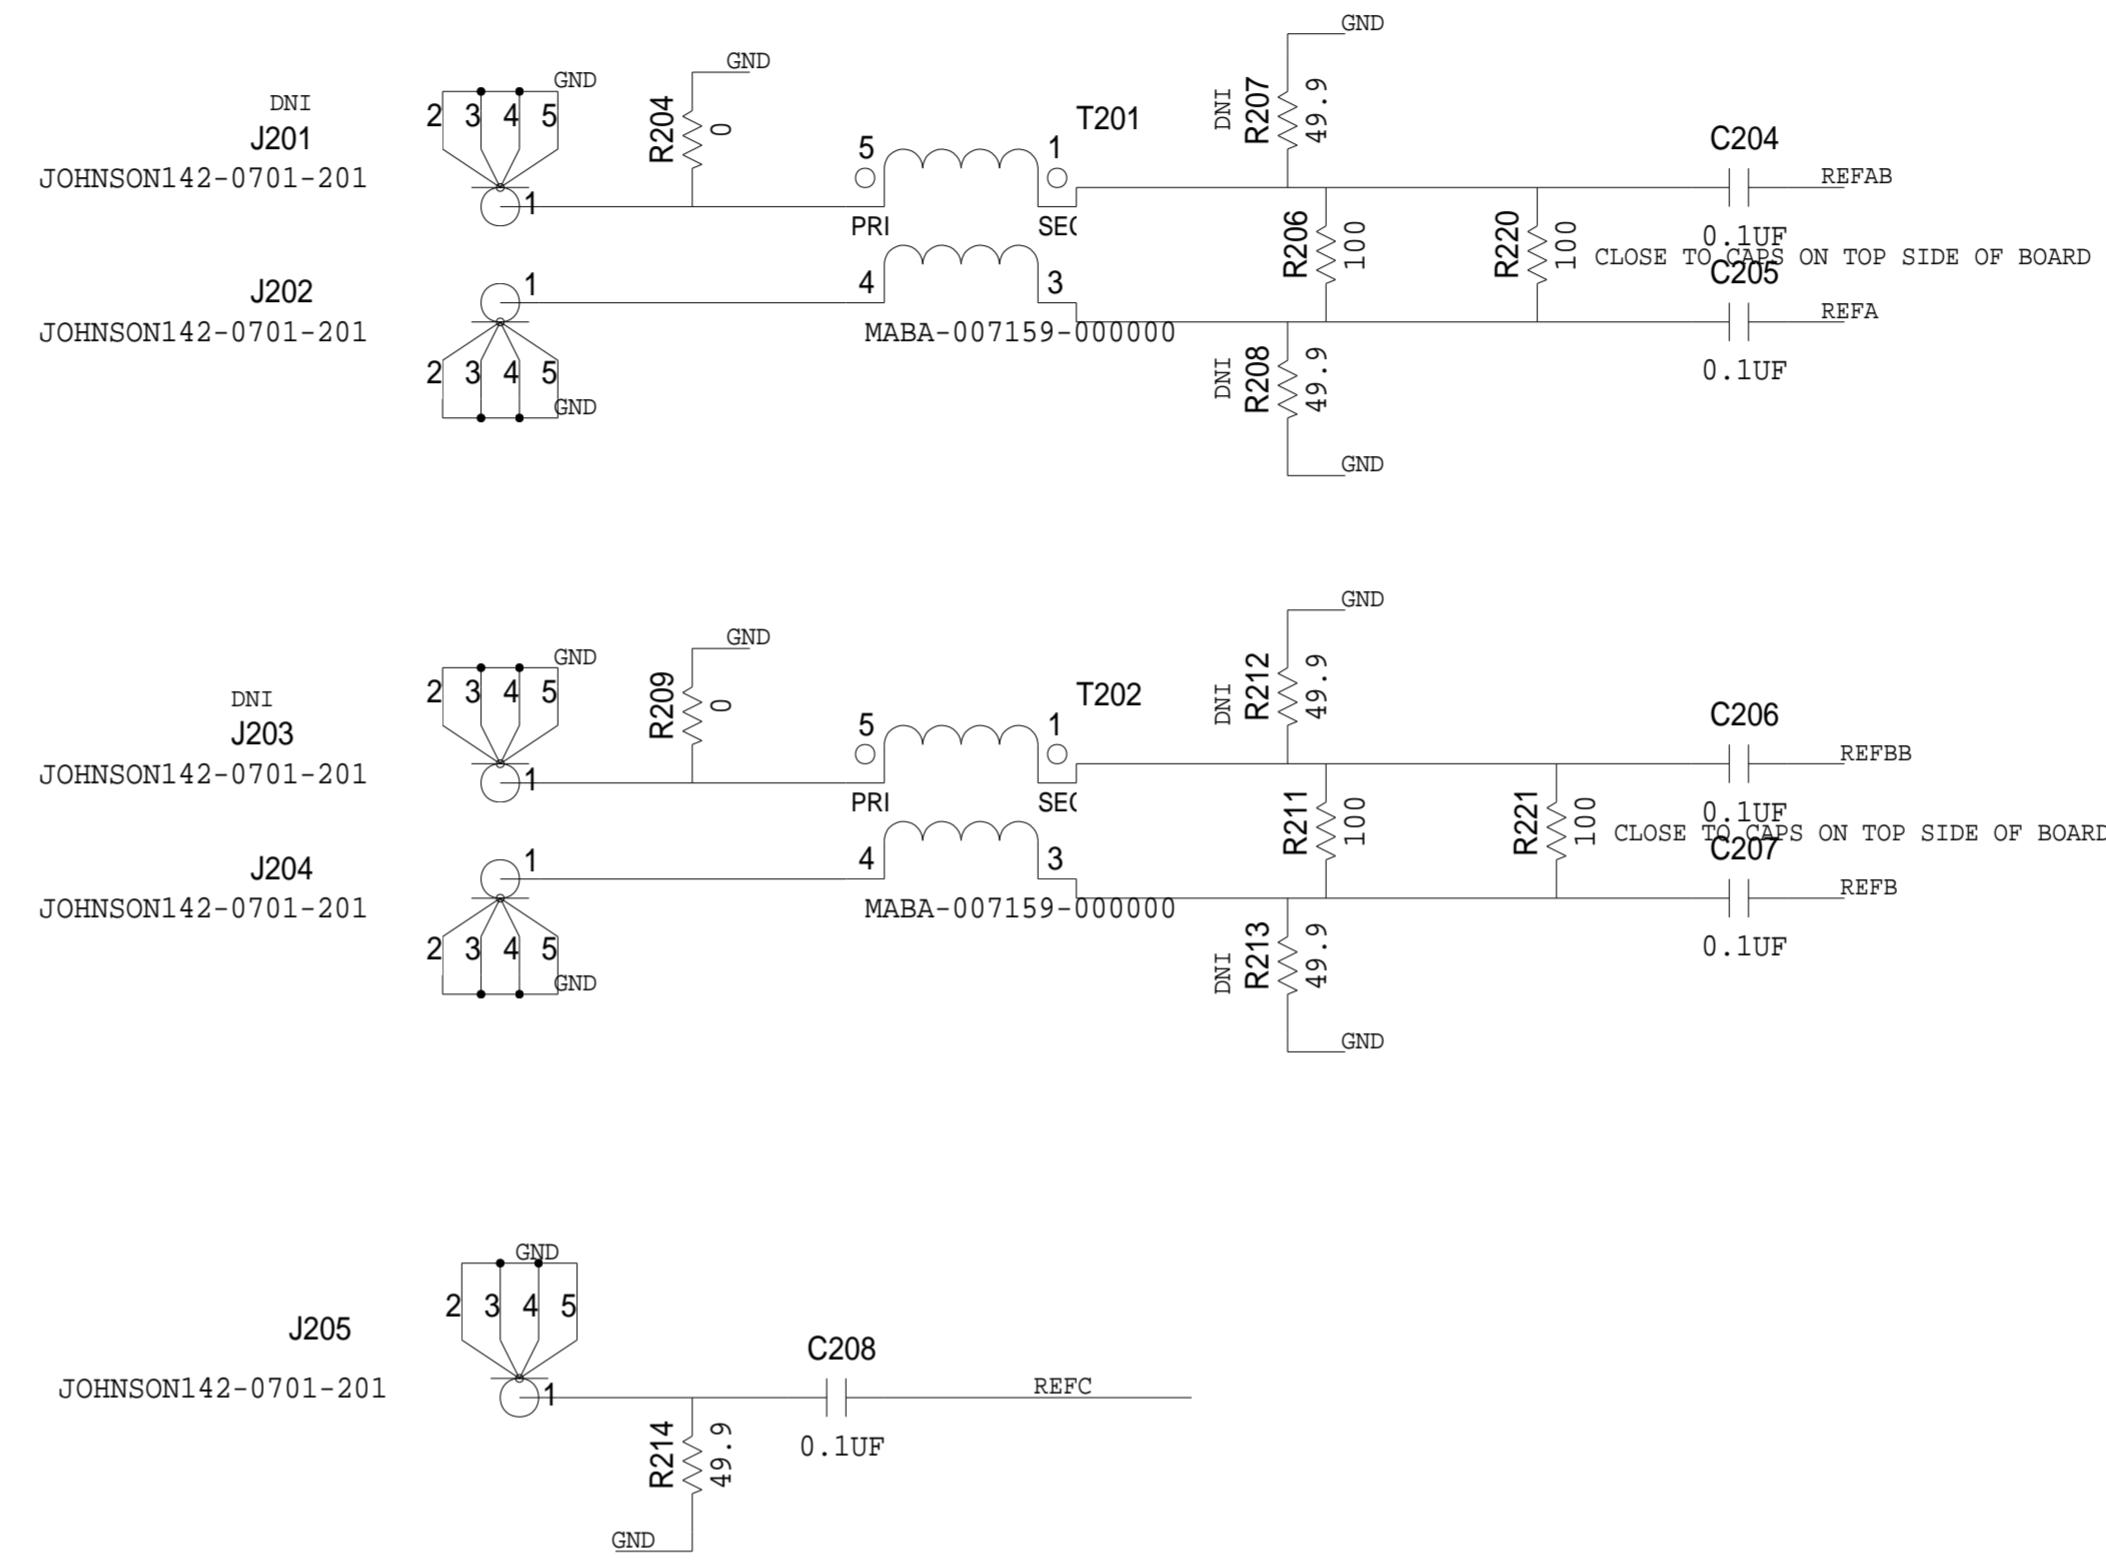 GND
GND
GND
DNI
J201
JOHNSON142-0701-201
2 3 4 5
1
R204
0
5
1
T201
PRI
SEC
DNI
R207
49.9
C204
REFAB
0.1UF
R206
100
R220
100
CLOSE TO CAPS ON TOP SIDE OF BOARD
C205
REFA
0.1UF
J202
JOHNSON142-0701-201
1
2 3 4 5
GND
4
3
MABA-007159-000000
DNI
R208
49.9
GND
GND
GND
GND
DNI
J203
JOHNSON142-0701-201
2 3 4 5
1
R209
0
5
1
T202
PRI
SEC
DNI
R212
49.9
C206
REFBB
0.1UF
R211
100
R221
100
CLOSE TO CAPS ON TOP SIDE OF BOARD
C207
REFB
0.1UF
J204
JOHNSON142-0701-201
1
2 3 4 5
GND
4
3
MABA-007159-000000
DNI
R213
49.9
GND
GND
2 3 4 5
J205
JOHNSON142-0701-201
1
C208
0.1UF
REFC
R214
49.9
GND